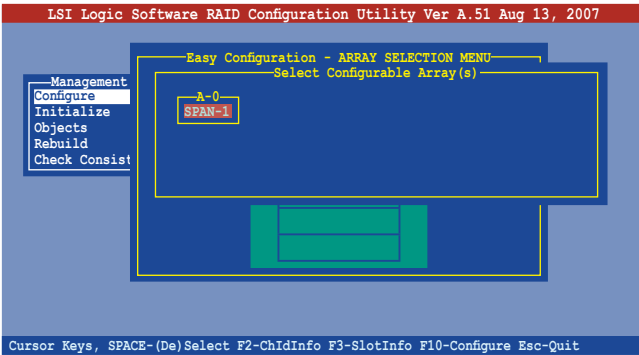 LSI Logic Software RAID Configuration Utility Ver A.51 Aug 13, 2007
Easy Configuration - ARRAY SELECTION MENU
Select Configurable Array(s)
Management
Configure
Initialize
Objects
Rebuild
Check Consist
A-0
SPAN-1
Cursor Keys, SPACE-(De)Select F2-ChIdInfo F3-SlotInfo F10-Configure Esc-Quit